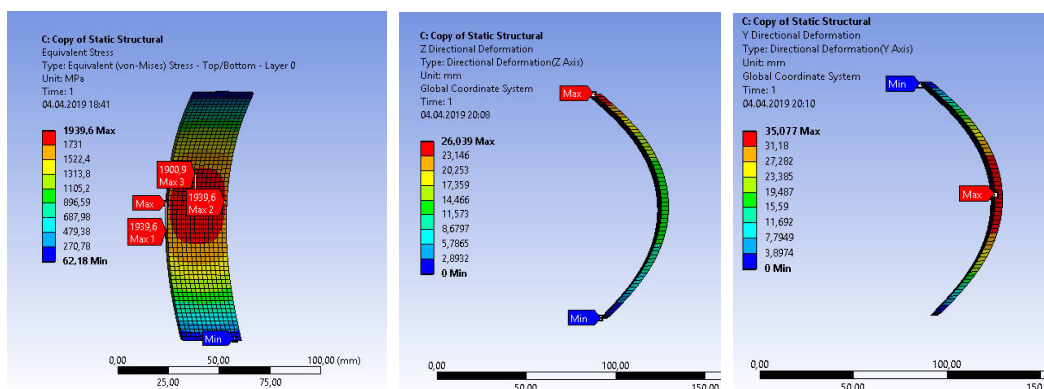 C: Copy of Static Structural
Equivalent Stress
Type: Equivalent (von-Mises) Stress - Top/Bottom - Layer 0
Unit: MPa
Time: 1
04.04.2019 18:41
1939,6 Max
1731
1522,4
1313,8
1105,2
896,59
687,98
479,38
270,78
62,18 Min
1900,9
Max 3
Max
1939,6
Max 2
1939,6
Max 1
Min
0,00
50,00
100,00 (mm)
25,00
75,00
C: Copy of Static Structural
Z Directional Deformation
Type: Directional Deformation(Z Axis)
Unit: mm
Global Coordinate System
Time: 1
04.04.2019 20:08
26,039 Max
23,146
20,253
17,359
14,466
11,573
8,6797
5,7865
2,8932
0 Min
Max
Min
0,00
100,00
50,00
150,0
C: Copy of Static Structural
Y Directional Deformation
Type: Directional Deformation(Y Axis)
Unit: mm
Global Coordinate System
Time: 1
04.04.2019 20:10
35,077 Max
31,18
27,282
23,385
19,487
15,59
11,692
7,7949
3,8974
0 Min
Min
Max
0,00
100,00
50,00